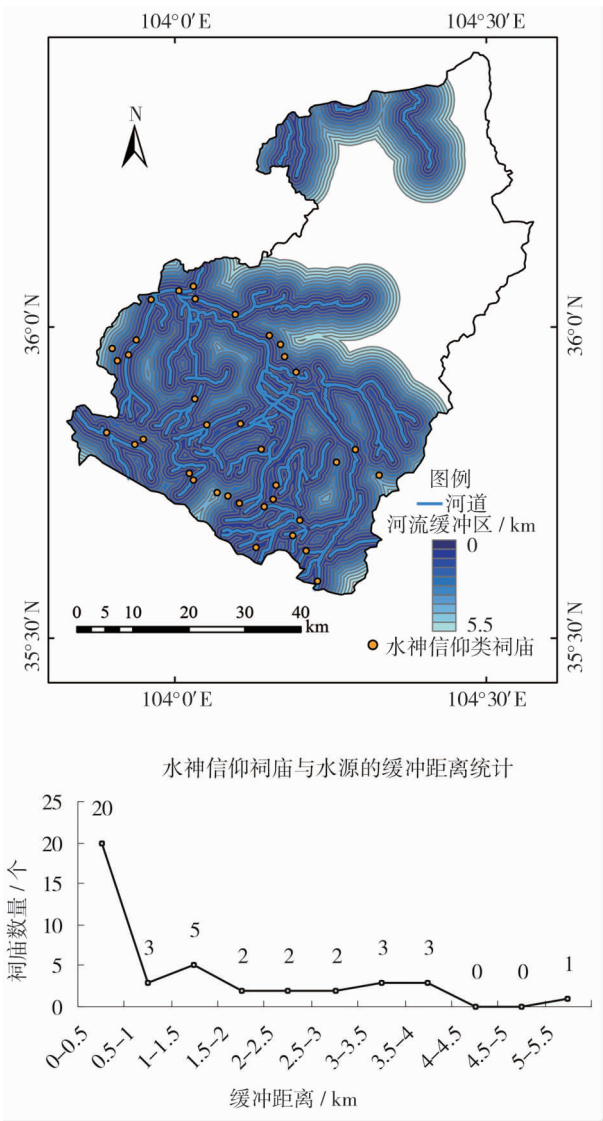 104°0′E 104°30′E
N
36°0′N 36°0′N
图例
河道
河流缓冲区 / km
0
5.5
水神信仰类祠庙
0 5 10 20 30 40
km
35°30′N 35°30′N
104°0′E 104°30′E
水神信仰祠庙与水源的缓冲距离统计
祠庙数量 / 个
25
20
15
10
5
0
20 3 5 2 2 2 3 3 0 0 1
0–0.5 0.5–1 1–1.5 1.5–2 2–2.5 2.5–3 3–3.5 3.5–4 4–4.5 4.5–5 5–5.5
缓冲距离 / km